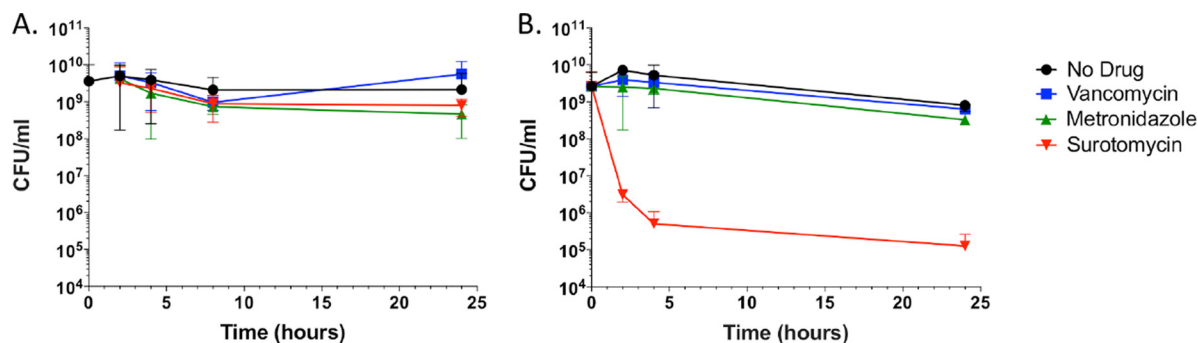 A.
CFU/ml
10¹¹
10¹⁰
10⁹
10⁸
10⁷
10⁶
10⁵
10⁴
0 5 10 15 20 25
Time (hours)
B.
CFU/ml
10¹¹
10¹⁰
10⁹
10⁸
10⁷
10⁶
10⁵
10⁴
0 5 10 15 20 25
Time (hours)
No Drug
Vancomycin
Metronidazole
Surotomycin